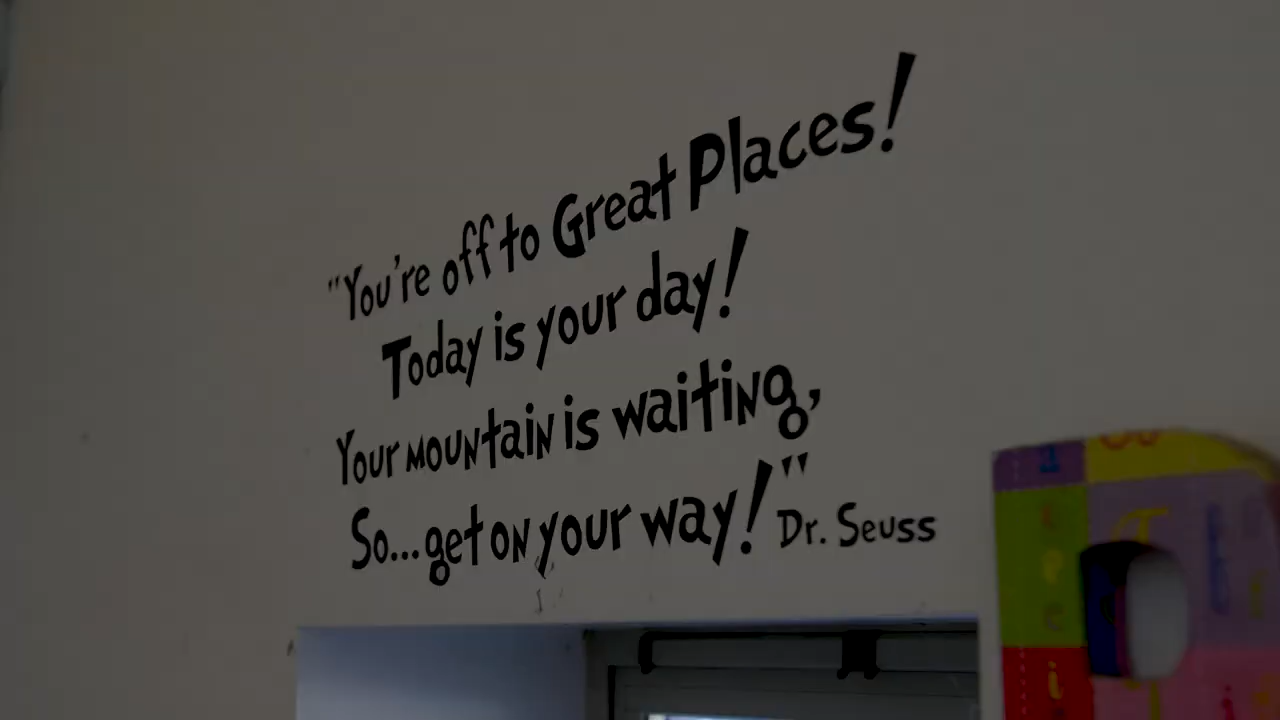 "You're off to Great Places!
Today is your day!
Your mountain is waiting,
So...get on your way!"
Dr. Seuss